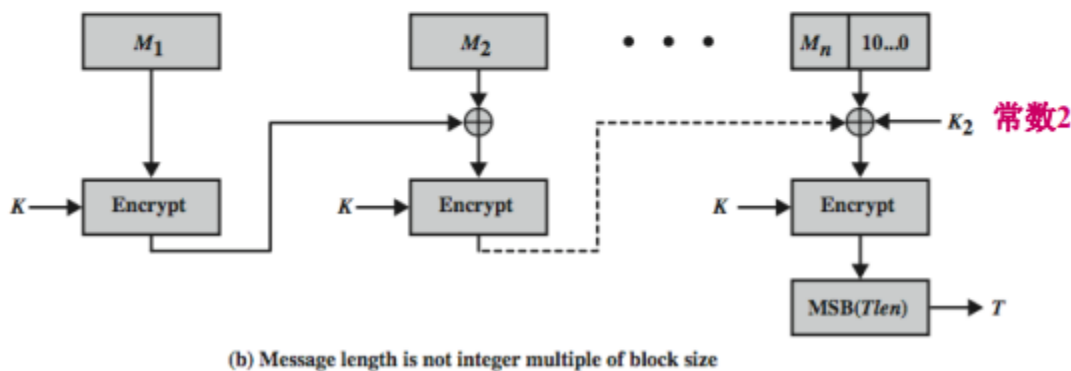 M1 M2 • • • Mn 10...0
K2 常数2
K Encrypt K Encrypt K Encrypt
MSB(Tlen) T
(b) Message length is not integer multiple of block size